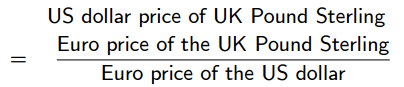 US dollar price of UK Pound Sterling
= Euro price of the UK Pound Sterling
Euro price of the US dollar